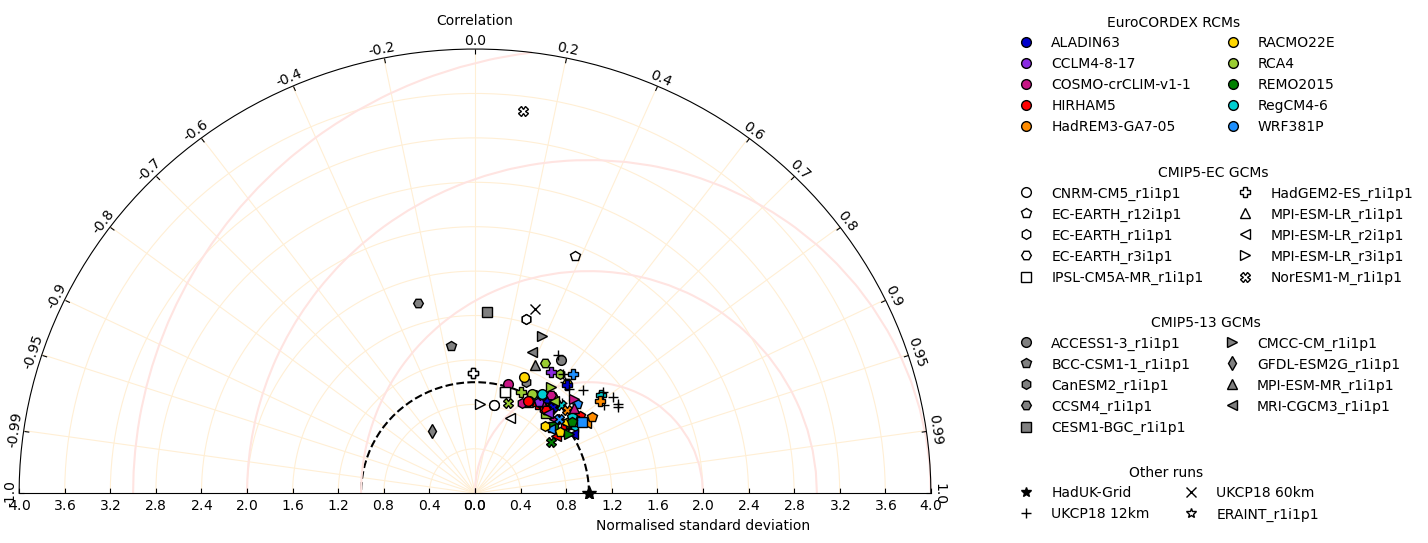 Correlation
0.0
-0.2
0.2
-0.4
0.4
-0.6
0.6
-0.7
0.7
-0.8
0.8
-0.9
0.9
-0.95
0.95
-0.99
0.99
1.0
1.0
4.0 3.6 3.2 2.8 2.4 2.0 1.6 1.2 0.8 0.4 0.0 0.4 0.8 1.2 1.6 2.0 2.4 2.8 3.2 3.6 4.0
Normalised standard deviation
EuroCORDEX RCMs
ALADIN63
CCLM4-8-17
COSMO-crCLIM-v1-1
HIRHAM5
HadREM3-GA7-05
RACMO22E
RCA4
REMO2015
RegCM4-6
WRF381P
CMIP5-EC GCMs
CNRM-CM5_r1i1p1
EC-EARTH_r12i1p1
EC-EARTH_r1i1p1
EC-EARTH_r3i1p1
IPSL-CM5A-MR_r1i1p1
HadGEM2-ES_r1i1p1
MPI-ESM-LR_r1i1p1
MPI-ESM-LR_r2i1p1
MPI-ESM-LR_r3i1p1
NorESM1-M_r1i1p1
CMIP5-13 GCMs
ACCESS1-3_r1i1p1
BCC-CSM1-1_r1i1p1
CanESM2_r1i1p1
CCSM4_r1i1p1
CESM1-BGC_r1i1p1
CMCC-CM_r1i1p1
GFDL-ESM2G_r1i1p1
MPI-ESM-MR_r1i1p1
MRI-CGCM3_r1i1p1
Other runs
HadUK-Grid
UKCP18 12km
UKCP18 60km
ERAINT_r1i1p1